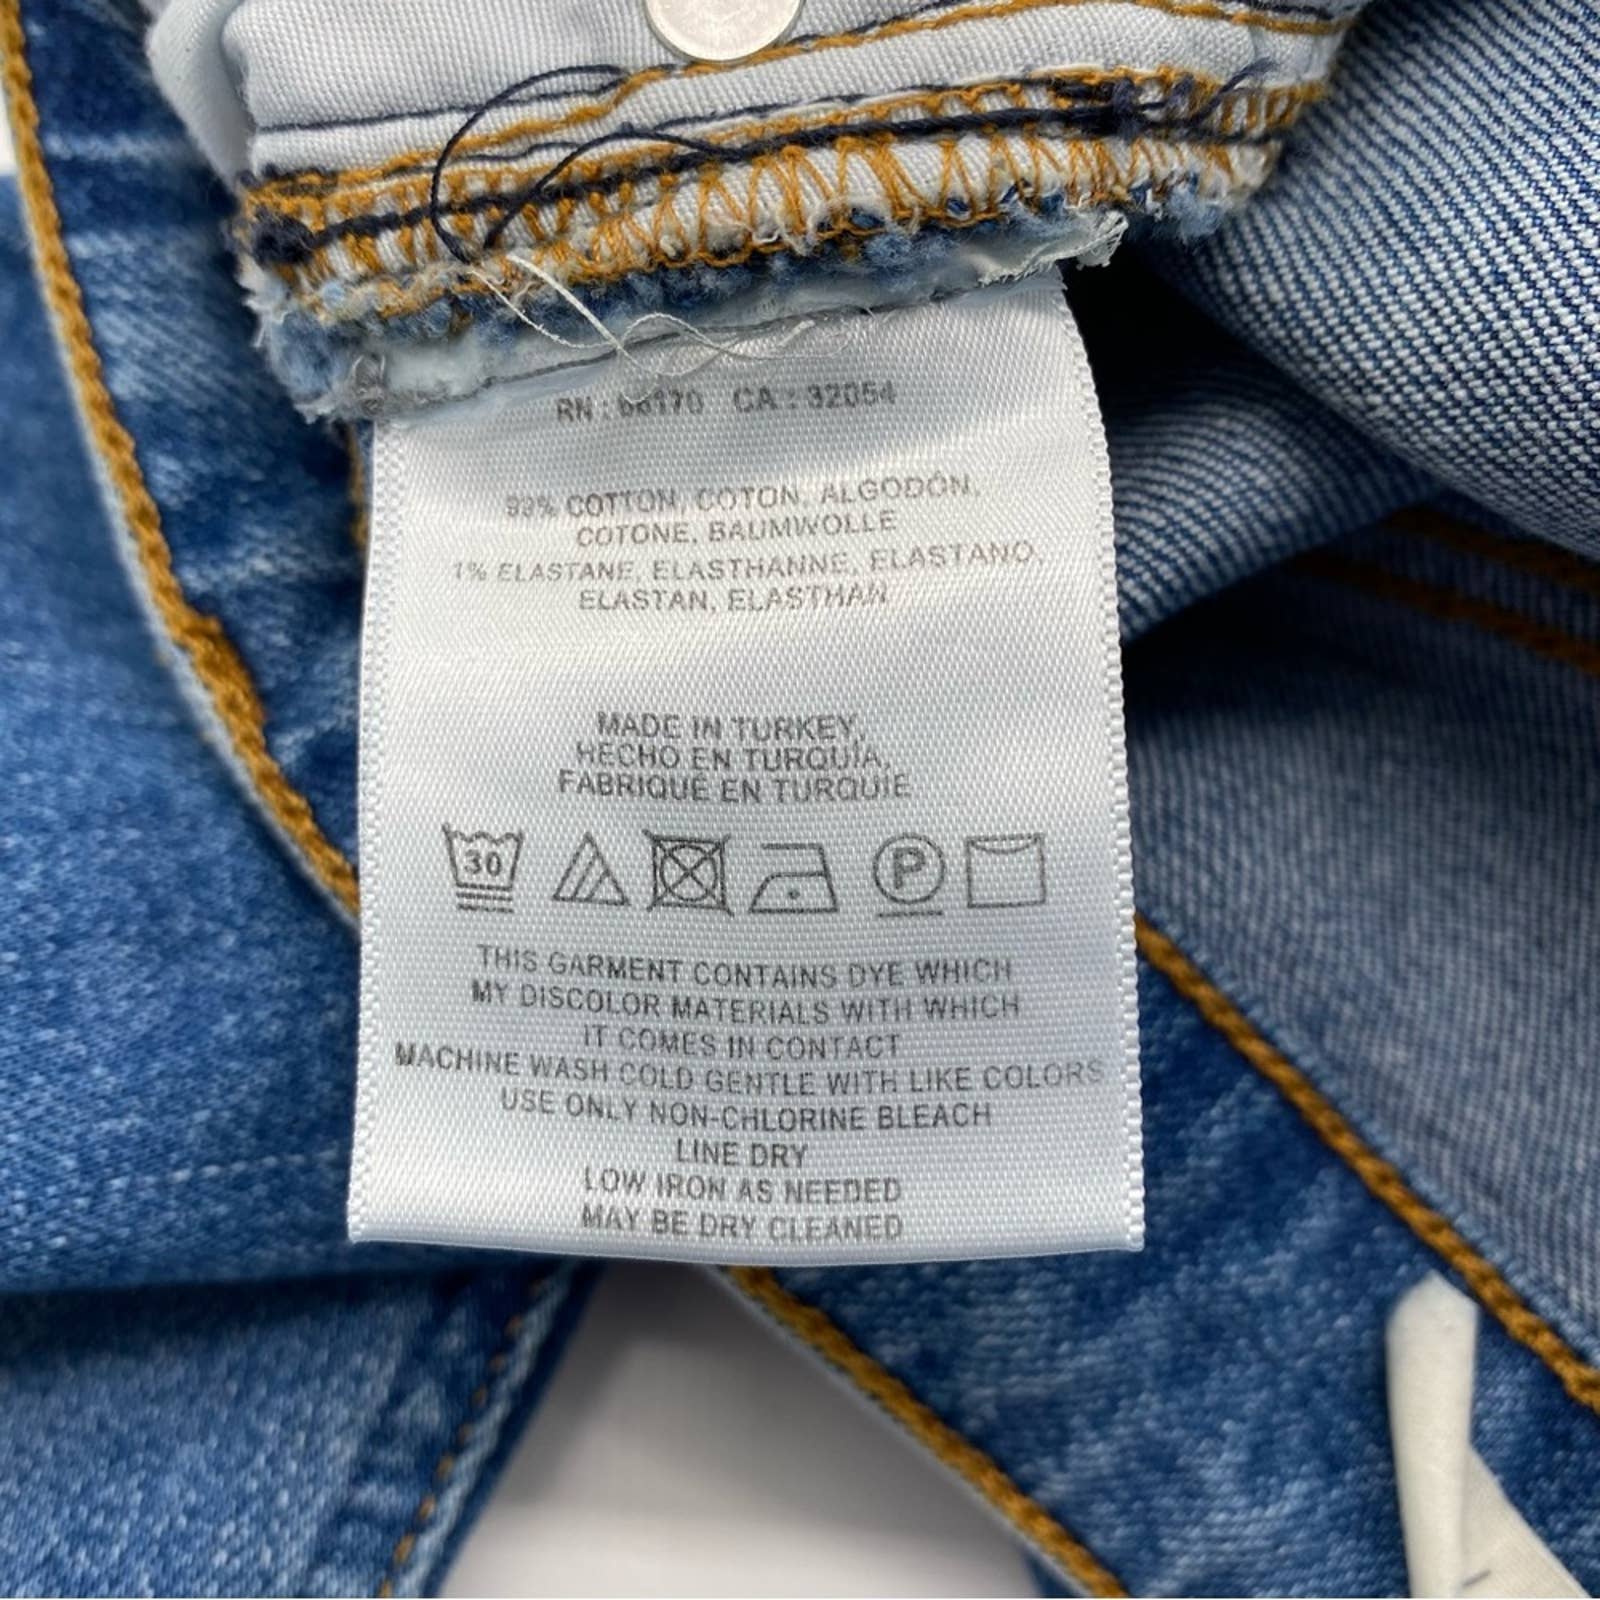 RN : 66170 CA : 32054
99% COTTON, COTON, ALGODÓN,
COTONE, BAUMWOLLE
1% ELASTANE, ELASTHANNE, ELASTANO,
ELASTAN, ELASTHAN
MADE IN TURKEY,
HECHO EN TURQUÍA,
FABRIQUÉ EN TURQUIE
30
P
THIS GARMENT CONTAINS DYE WHICH
MY DISCOLOR MATERIALS WITH WHICH
IT COMES IN CONTACT
MACHINE WASH COLD GENTLE WITH LIKE COLORS
USE ONLY NON-CHLORINE BLEACH
LINE DRY
LOW IRON AS NEEDED
MAY BE DRY CLEANED